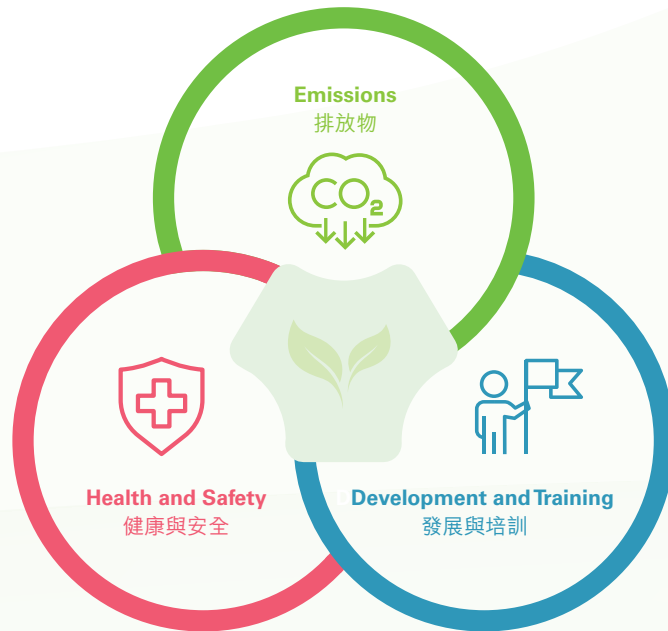 Emissions
排放物
CO₂
Health and Safety
健康與安全
Development and Training
發展與培訓